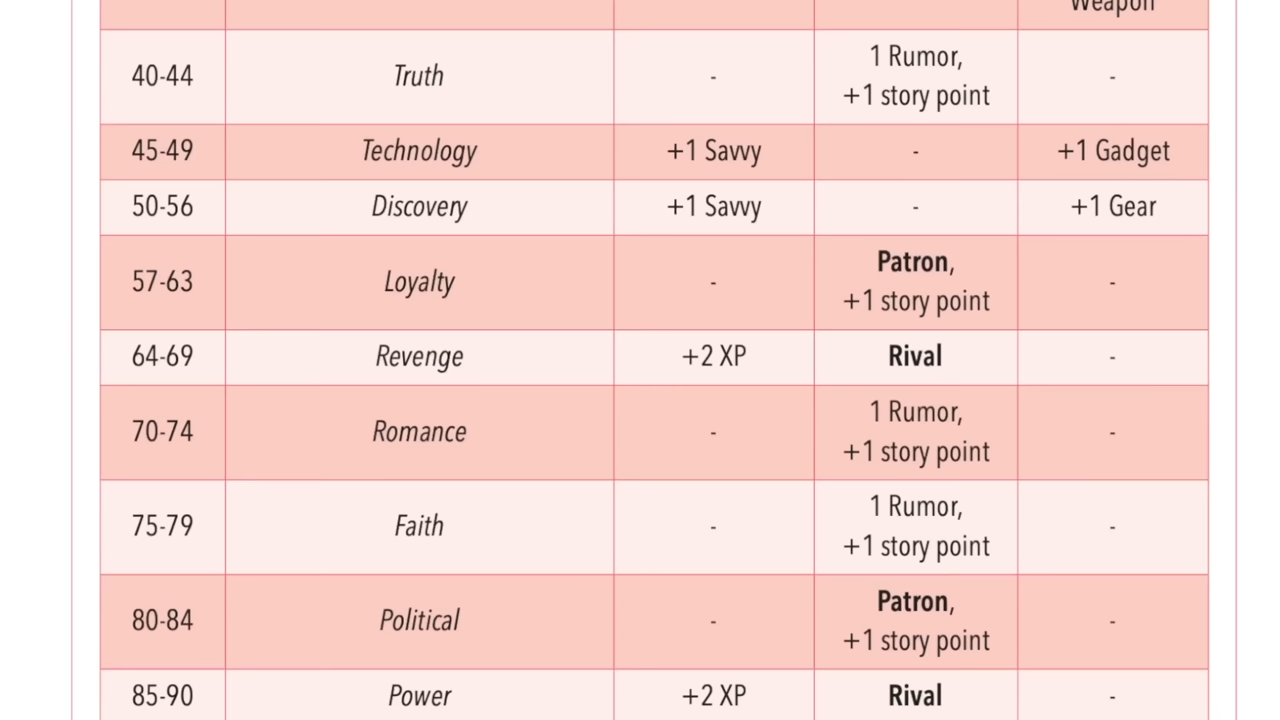 Weapon
40-44 Truth - 1 Rumor,
+1 story point -
45-49 Technology +1 Savvy - +1 Gadget
50-56 Discovery +1 Savvy - +1 Gear
57-63 Loyalty - Patron,
+1 story point -
64-69 Revenge +2 XP Rival -
70-74 Romance - 1 Rumor,
+1 story point -
75-79 Faith - 1 Rumor,
+1 story point -
80-84 Political - Patron,
+1 story point -
85-90 Power +2 XP Rival -